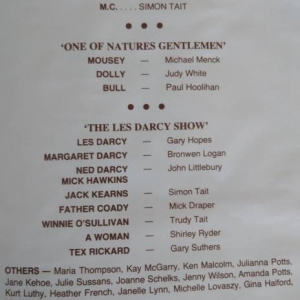 M.C. . . . . SIMON TAIT
• • •
'ONE OF NATURES GENTLEMEN'
MOUSEY — Michael Menck
DOLLY — Judy White
BULL — Paul Hoolihan
• • •
'THE LES DARCY SHOW'
LES DARCY — Gary Hopes
MARGARET DARCY — Bronwen Logan
NED DARCY — John Littlebury
MICK HAWKINS
JACK KEARNS — Simon Tait
FATHER COADY — Mick Draper
WINNIE O'SULLIVAN — Trudy Tait
A WOMAN — Shirley Ryder
TEX RICKARD — Gary Suthers
OTHERS — Maria Thompson, Kay McGarry, Ken Malcolm, Julianna Potts,
Jane Kehoe, Julie Sussans, Joanne Schelks, Jenny Wilson, Amanda Potts,
Kurt Luthy, Heather French, Janelle Lynn, Michelle Lovaszy, Gina Halford,